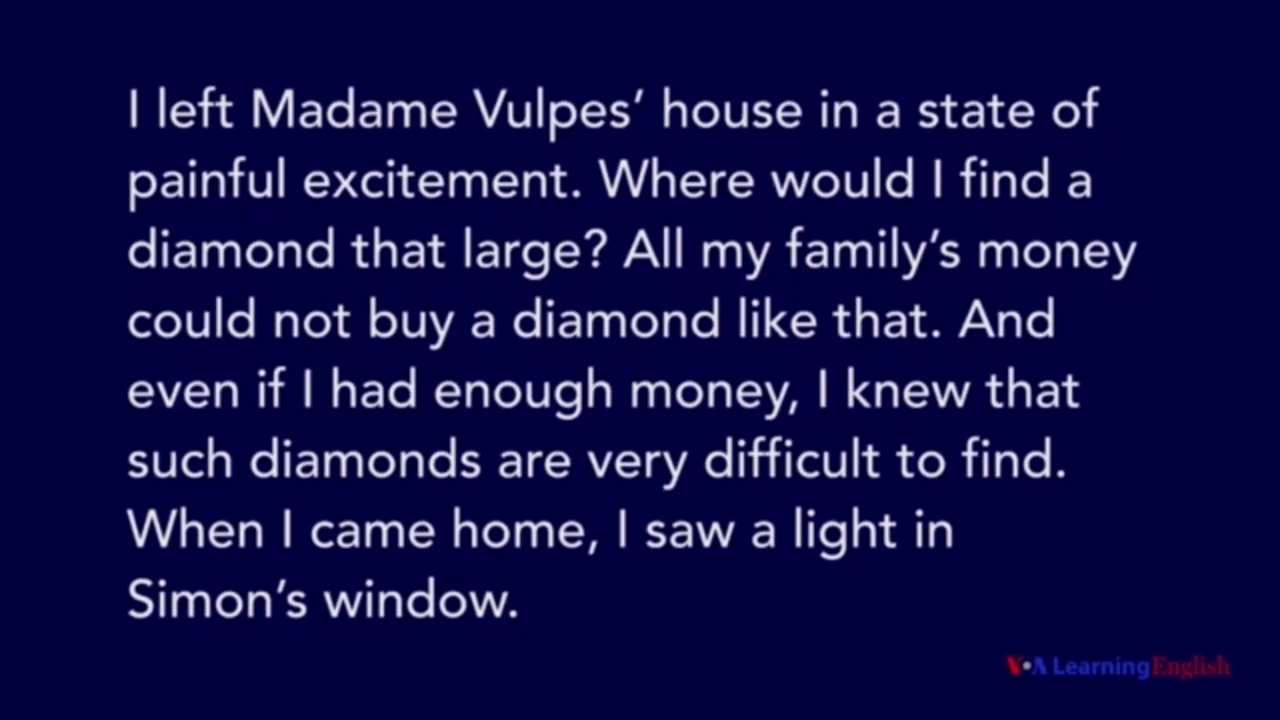 I left Madame Vulpes’ house in a state of
painful excitement. Where would I find a
diamond that large? All my family’s money
could not buy a diamond like that. And
even if I had enough money, I knew that
such diamonds are very difficult to find.
When I came home, I saw a light in
Simon’s window.
VOA Learning English